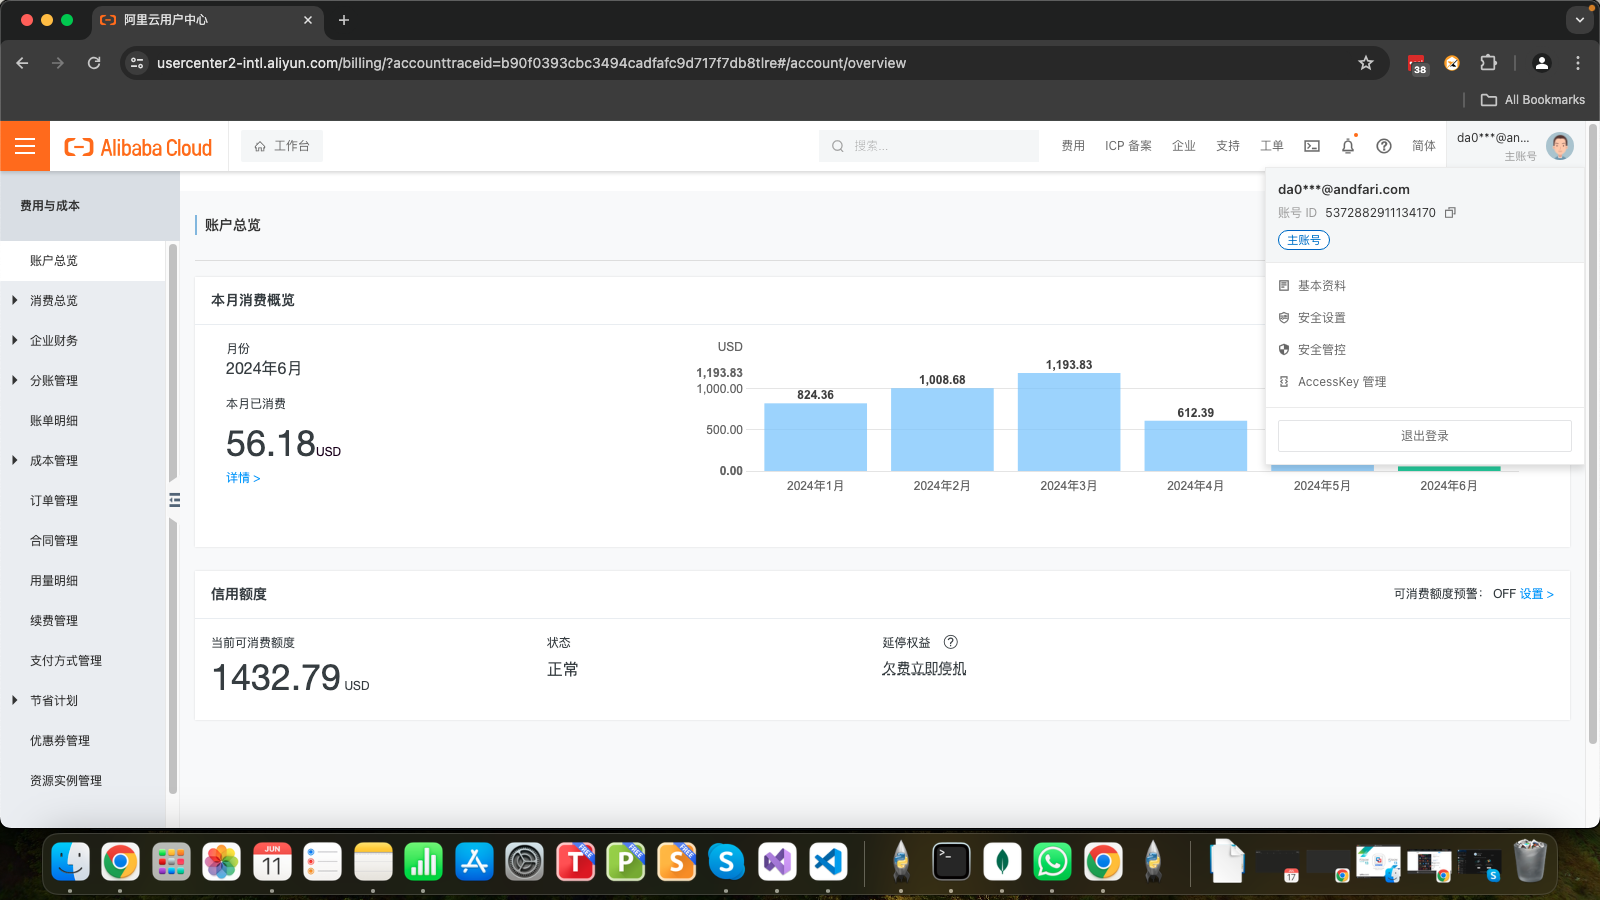 阿里云用户中心
usercenter2-intl.aliyun.com/billing/?accounttraceid=b90f0393cbc3494cadfafc9d717f7db8tlre#/account/overview
38
All Bookmarks
Alibaba Cloud
工作台
搜索...
费用
ICP 备案
企业
支持
工单
简体
da0***@an...
主账号
da0***@andfari.com
账号 ID 5372882911134170
主账号
基本资料
安全设置
安全管控
AccessKey 管理
退出登录
费用与成本
账户总览
消费总览
企业财务
分账管理
账单明细
成本管理
订单管理
合同管理
用量明细
续费管理
支付方式管理
节省计划
优惠券管理
资源实例管理
账户总览
本月消费概览
月份
2024年6月
本月已消费
56.18USD
详情 >
USD
1,193.83
1,000.00
500.00
0.00
824.36
1,008.68
1,193.83
612.39
2024年1月
2024年2月
2024年3月
2024年4月
2024年5月
2024年6月
信用额度
可消费额度预警： OFF 设置 >
当前可消费额度
1432.79 USD
状态
正常
延停权益
欠费立即停机
JUN
11
T
FREE
P
FREE
S
FREE
S
17
S